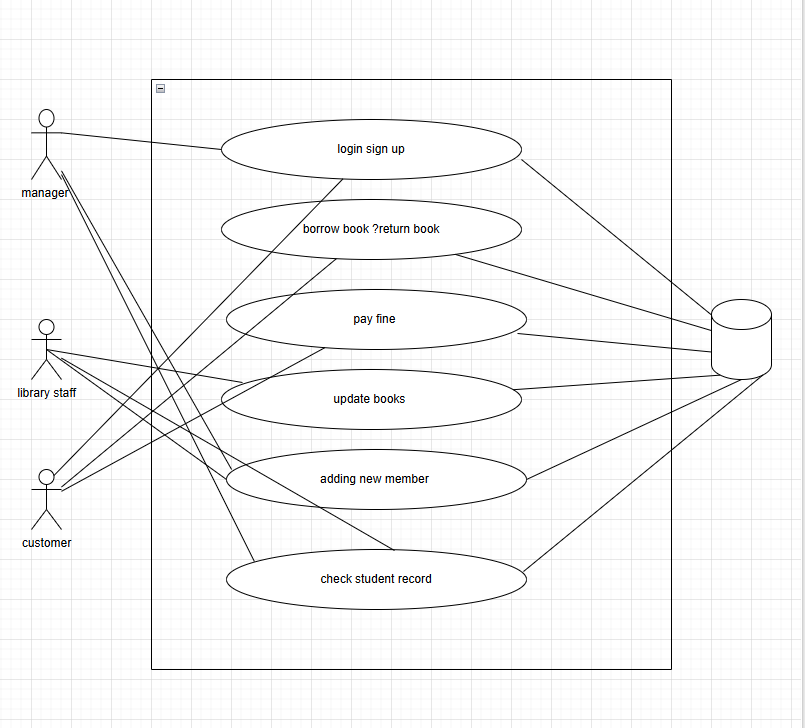 login sign up
manager
borrow book ?return book
pay fine
library staff
update books
adding new member
customer
check student record